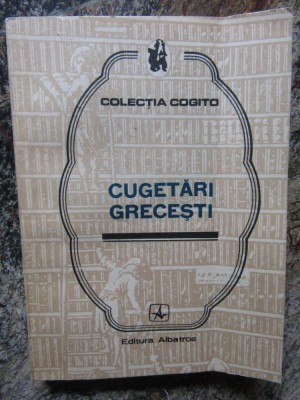 COLECȚIA COGITO
CUGETĂRI
GRECEȘTI
Editura Albatros